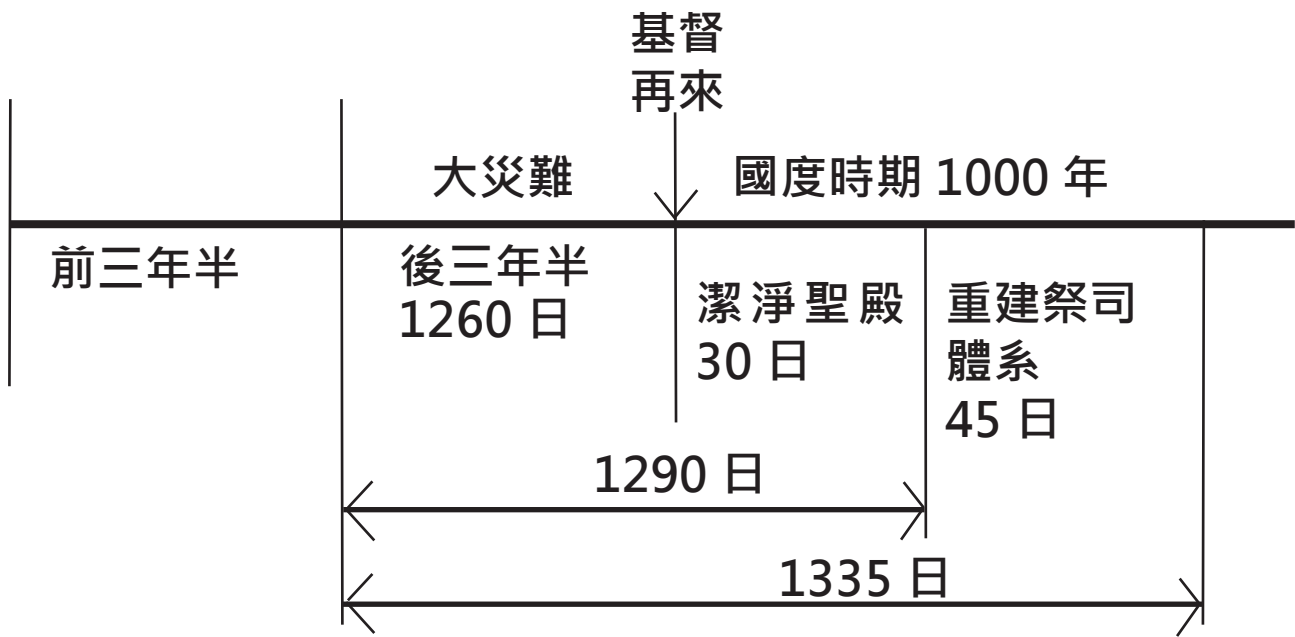 基督
再來
大災難
國度時期 1000 年
前三年半
後三年半
1260 日
潔淨聖殿
30 日
重建祭司
體系
45 日
1290 日
1335 日